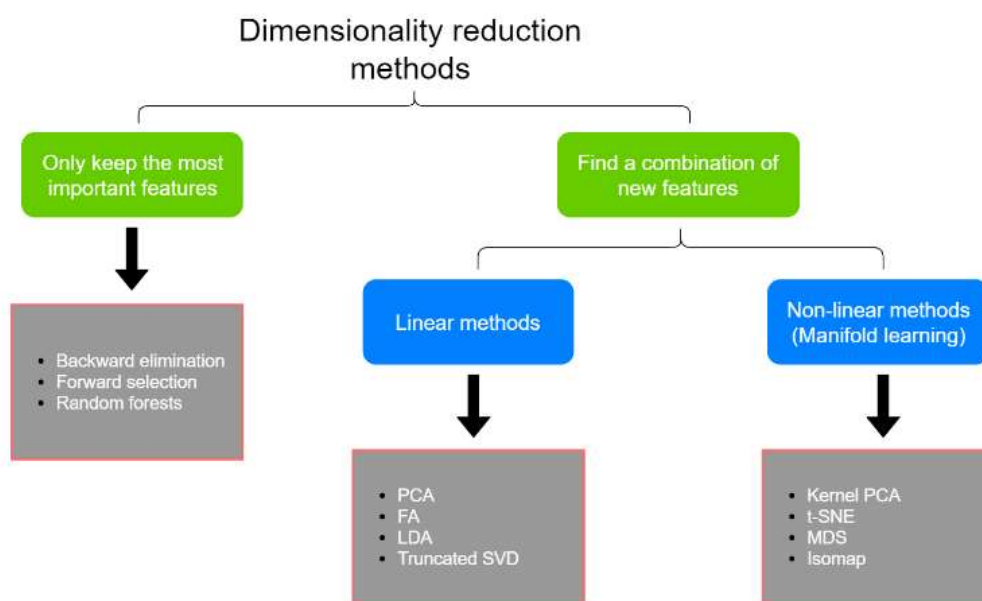 Dimensionality reduction
methods
Only keep the most
important features
Find a combination of
new features
Backward elimination
Forward selection
Random forests
Linear methods
Non-linear methods
(Manifold learning)
PCA
FA
LDA
Truncated SVD
Kernel PCA
t-SNE
MDS
Isomap